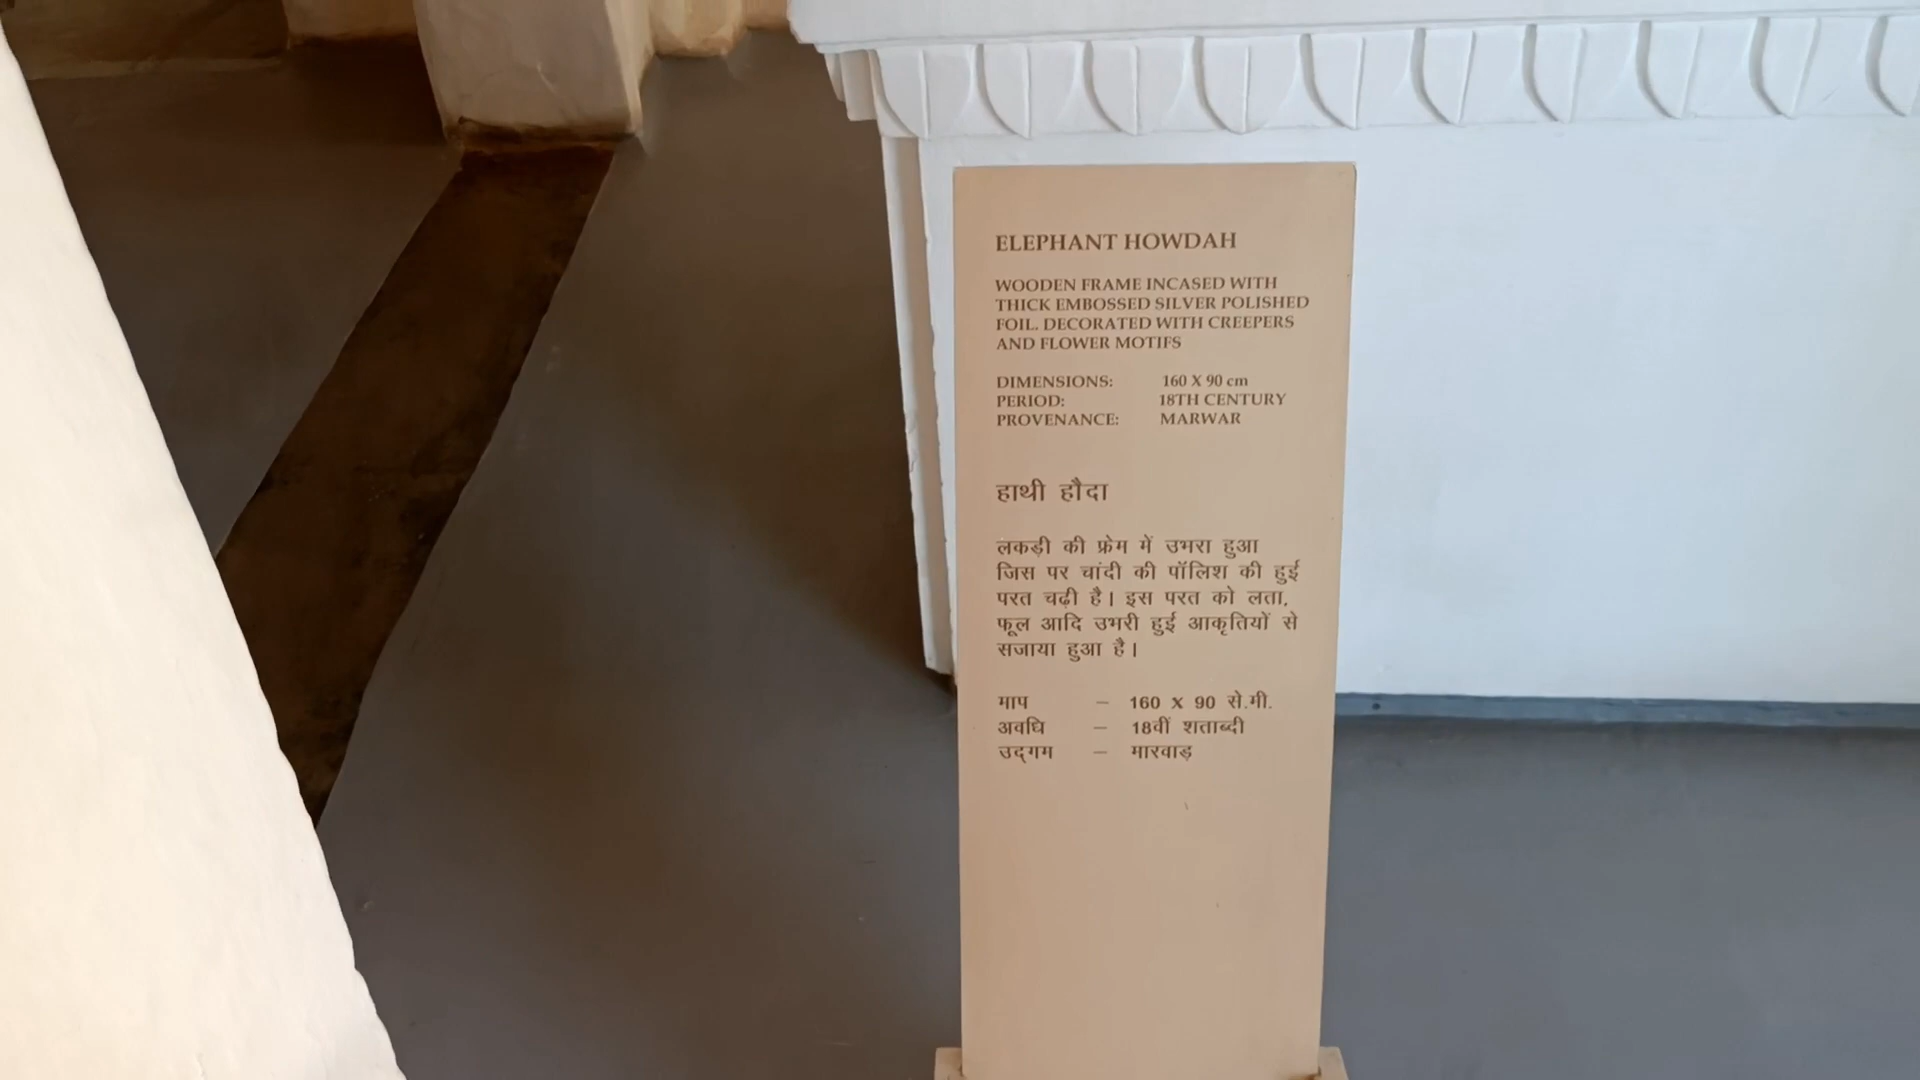 ELEPHANT HOWDAH
WOODEN FRAME INCASED WITH
THICK EMBOSSED SILVER POLISHED
FOIL. DECORATED WITH CREEPERS
AND FLOWER MOTIFS
DIMENSIONS: 160 X 90 cm
PERIOD: 18TH CENTURY
PROVENANCE: MARWAR
हाथी हौदा
लकड़ी की फ्रेम में उभरा हुआ
जिस पर चांदी की पॉलिश की हुई
परत चढ़ी है। इस परत को लता,
फूल आदि उभरी हुई आकृतियों से
सजाया हुआ है।
माप – 160 X 90 से.मी.
अवधि – 18वीं शताब्दी
उद्‌गम – मारवाड़